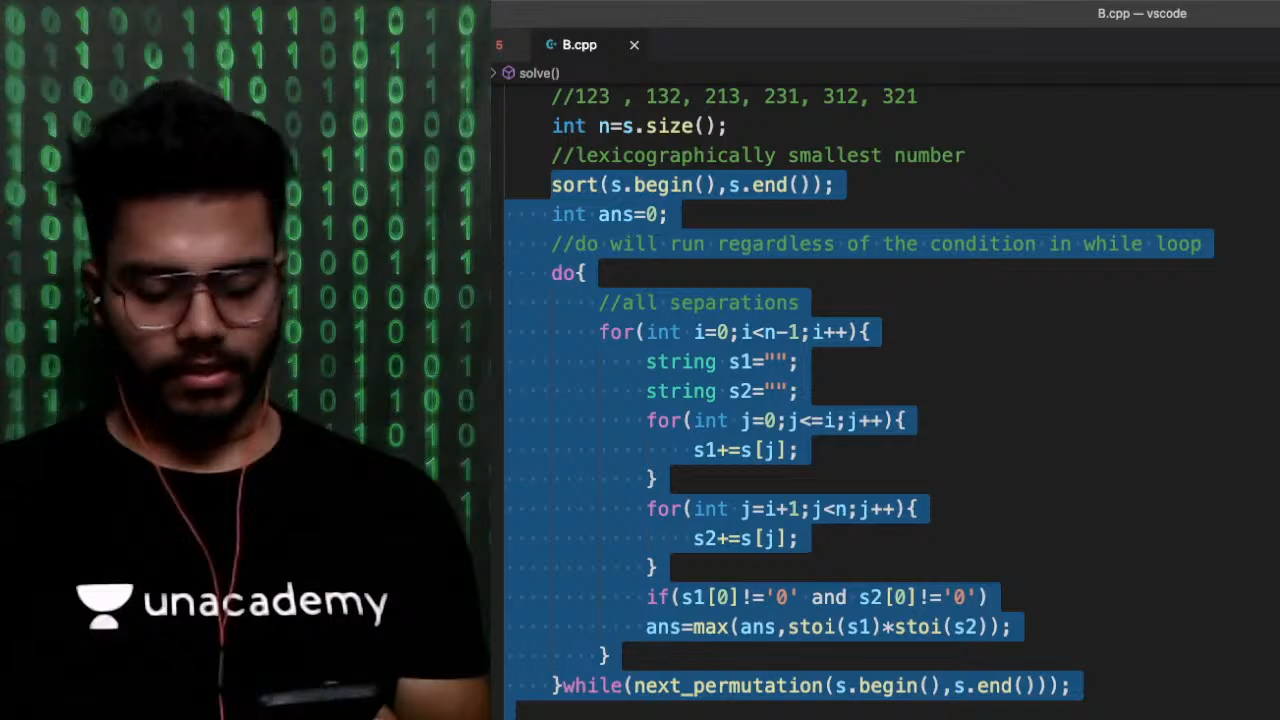 B.cpp — vscode
5 B.cpp
solve()
//123 , 132, 213, 231, 312, 321
int n=s.size();
//lexicographically smallest number
sort(s.begin(),s.end());
int ans=0;
//do will run regardless of the condition in while loop
do{
//all separations
for(int i=0;i<n-1;i++){
string s1="";
string s2="";
for(int j=0;j<=i;j++){
s1+=s[j];
}
for(int j=i+1;j<n;j++){
s2+=s[j];
}
if(s1[0]!='0' and s2[0]!='0')
ans=max(ans,stoi(s1)*stoi(s2));
}
}while(next_permutation(s.begin(),s.end()));
unacademy